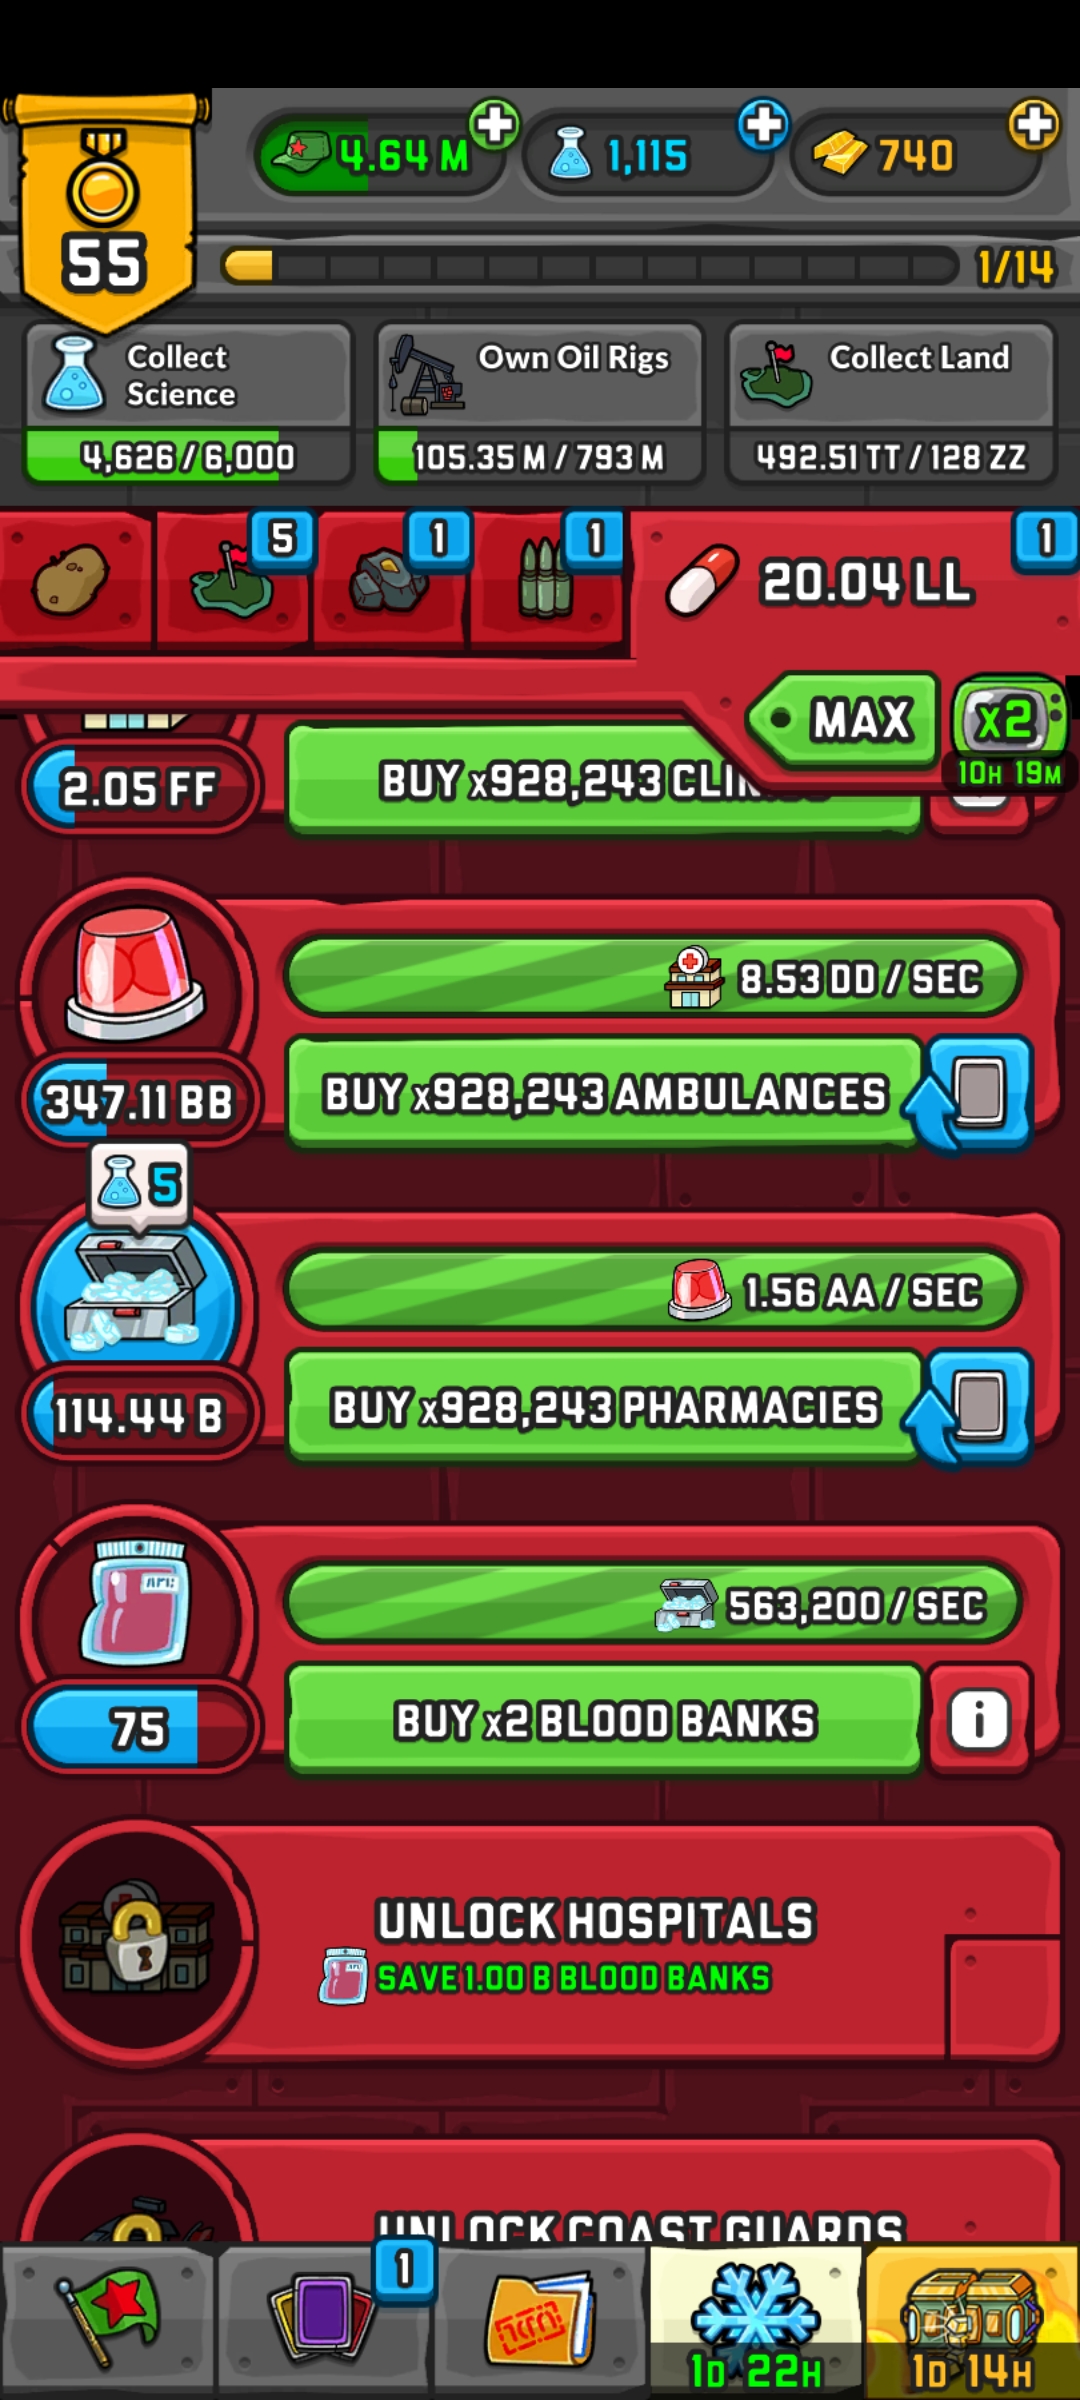 4.64 M
1,115
740
55
1/14
Collect
Science
Own Oil Rigs
Collect Land
4,626 / 6,000
105.35 M / 793 M
492.51 TT / 128 ZZ
5
1
1
1
20.04 LL
MAX
x2
10H 19M
2.05 FF
BUY x928,243
8.53 DD / SEC
347.11 BB
BUY x928,243 AMBULANCES
5
1.56 AA / SEC
114.44 B
BUY x928,243 PHARMACIES
563,200 / SEC
75
BUY x2 BLOOD BANKS
i
UNLOCK HOSPITALS
SAVE 1.00 B BLOOD BANKS
UNLOCK COAST GUARDS
1
1D 22H
1D 14H